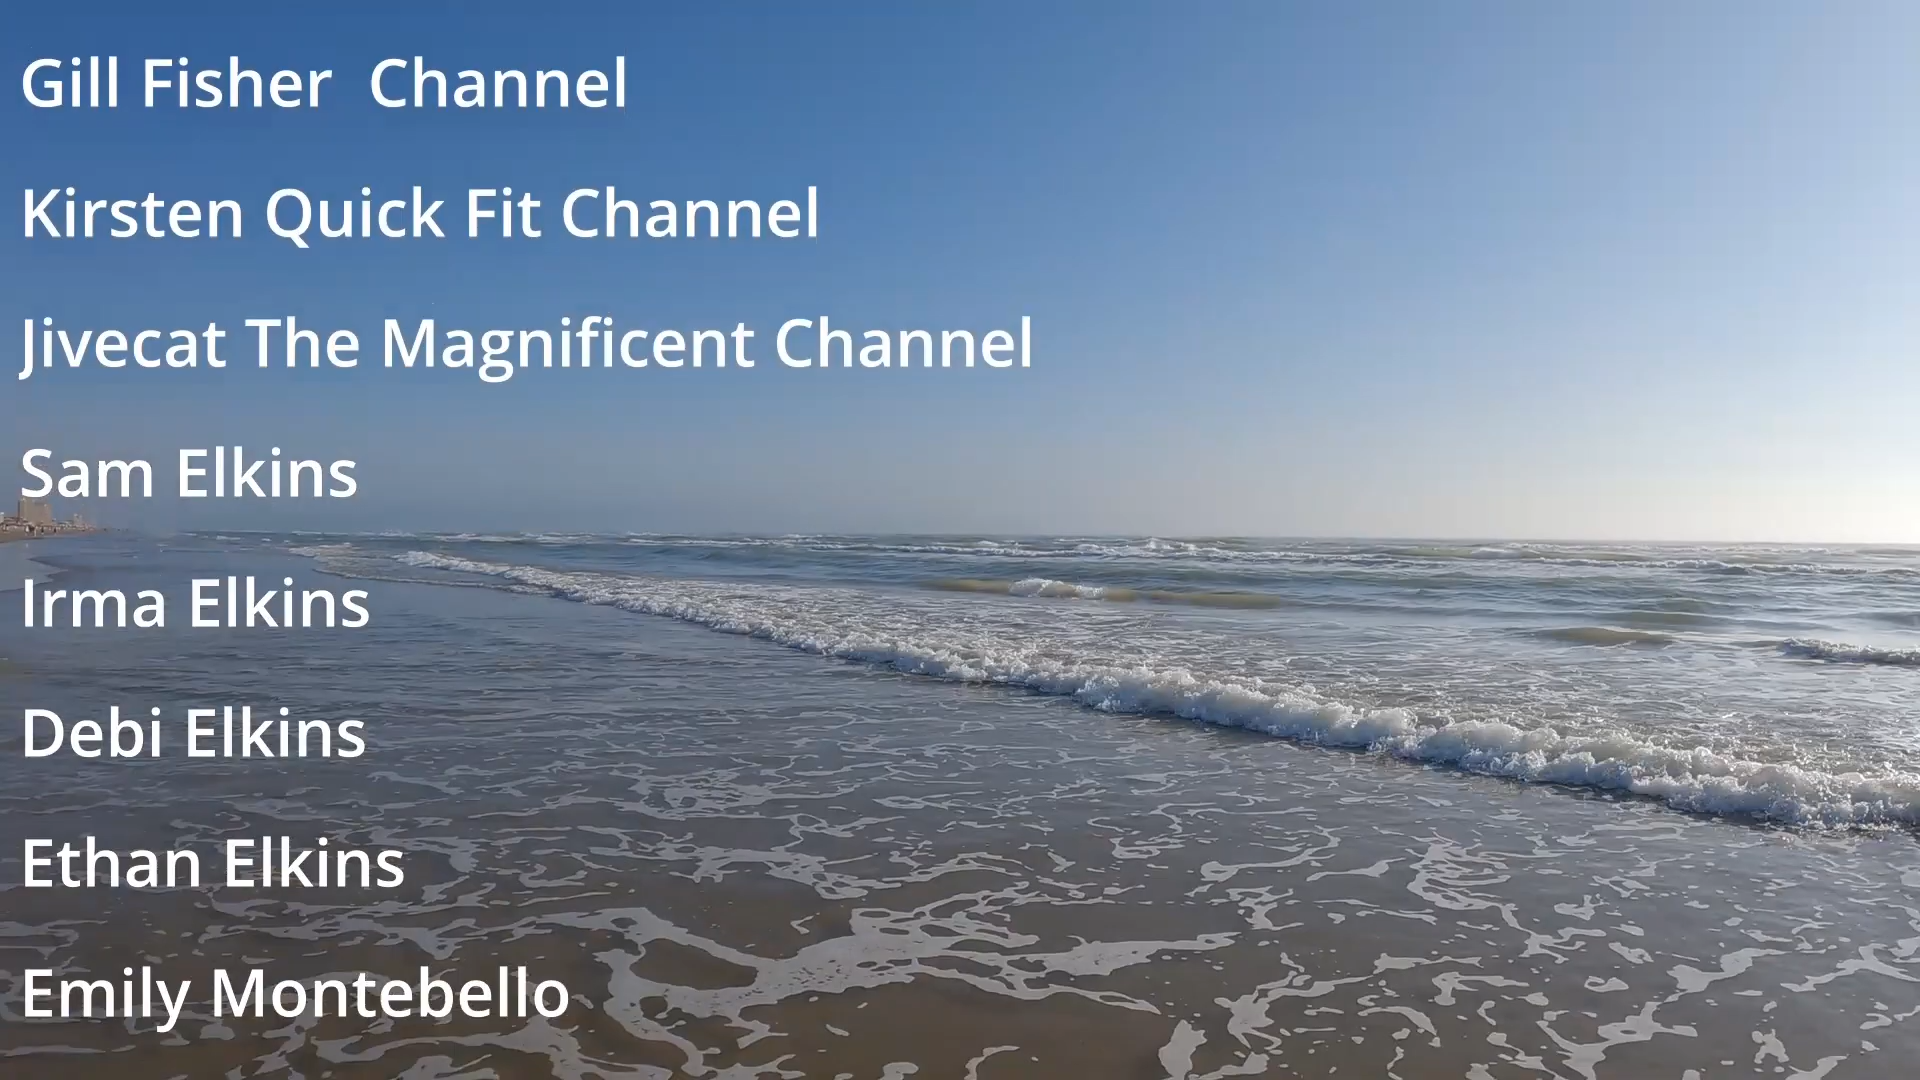 Gill Fisher  Channel
Kirsten Quick Fit Channel
Jivecat The Magnificent Channel
Sam Elkins
Irma Elkins
Debi Elkins
Ethan Elkins
Emily Montebello